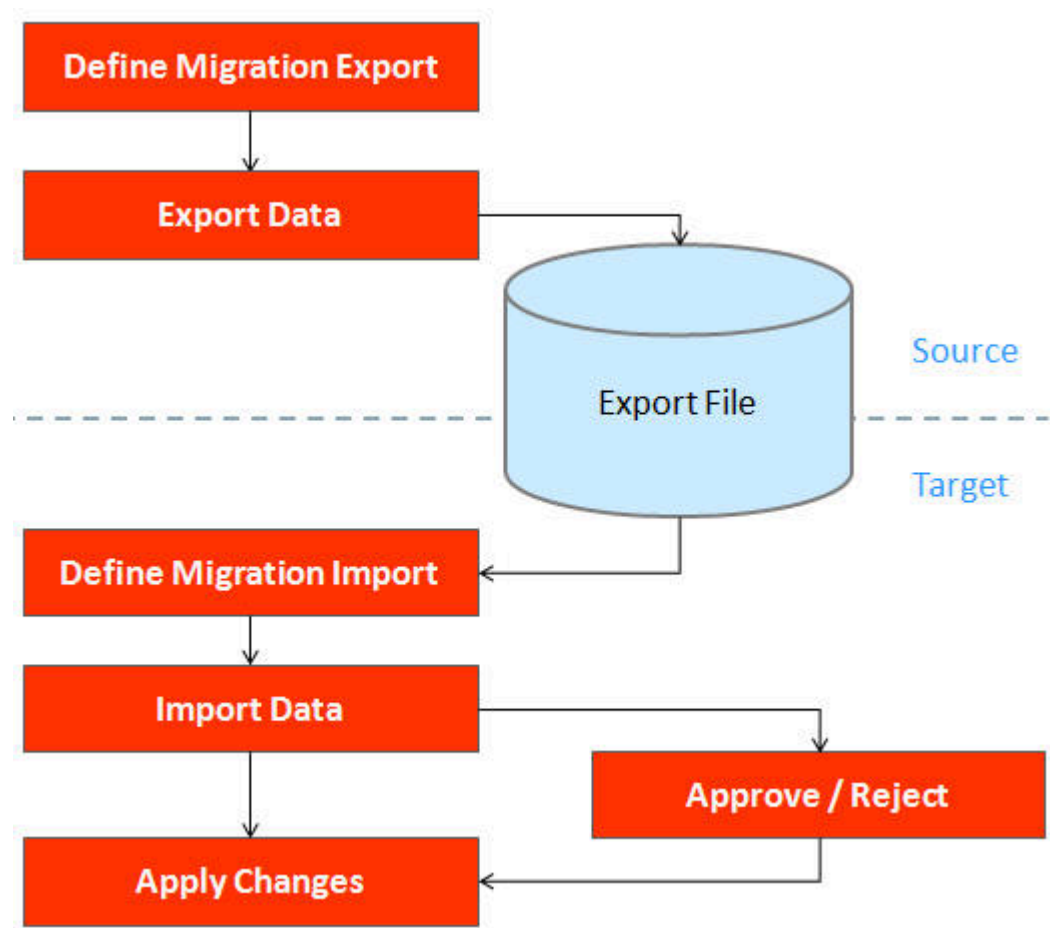 Define Migration Export
Export Data
Source
Export File
Target
Define Migration Import
Import Data
Approve / Reject
Apply Changes